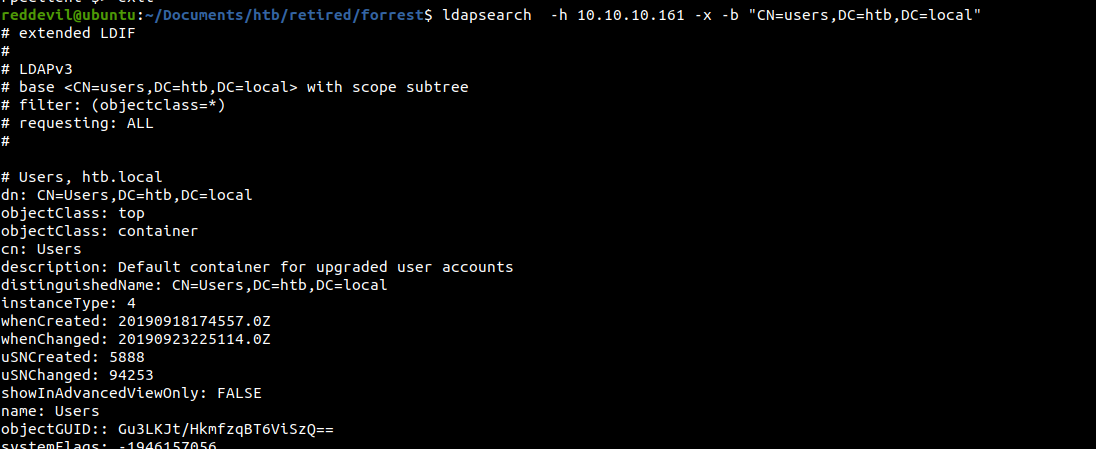 reddevil@ubuntu:~/Documents/htb/retired/forrest$ ldapsearch  -h 10.10.10.161 -x -b "CN=users,DC=htb,DC=local"
# extended LDIF
#
# LDAPv3
# base <CN=users,DC=htb,DC=local> with scope subtree
# filter: (objectclass=*)
# requesting: ALL
#

# Users, htb.local
dn: CN=Users,DC=htb,DC=local
objectClass: top
objectClass: container
cn: Users
description: Default container for upgraded user accounts
distinguishedName: CN=Users,DC=htb,DC=local
instanceType: 4
whenCreated: 20190918174557.0Z
whenChanged: 20190923225114.0Z
uSNCreated: 5888
uSNChanged: 94253
showInAdvancedViewOnly: FALSE
name: Users
objectGUID:: Gu3LKJt/HkmfzqBT6ViSzQ==
systemFlags: -1946157056